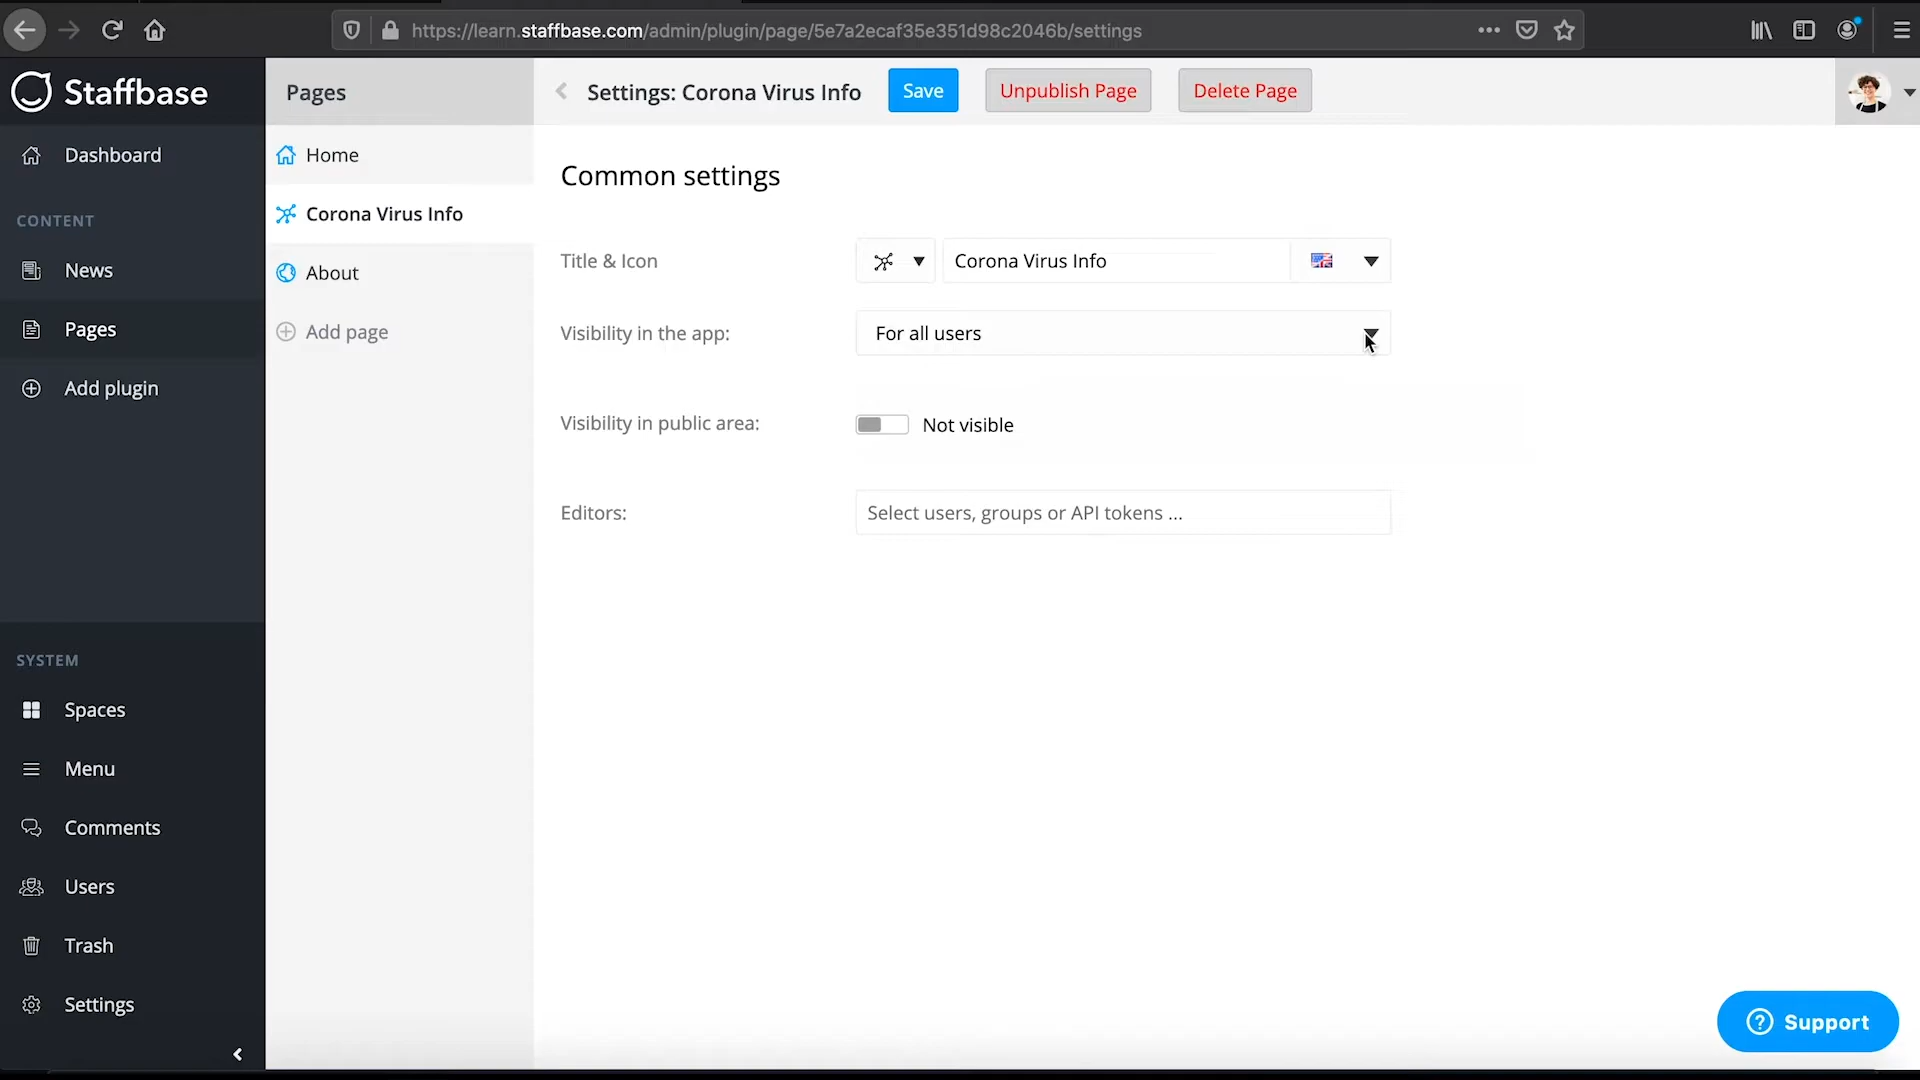 https://learn.staffbase.com/admin/plugin/page/5e7a2ecaf35e351d98c2046b/settings
Staffbase
Pages
Settings: Corona Virus Info
Save
Unpublish Page
Delete Page
Dashboard
CONTENT
News
Pages
Add plugin
Home
Corona Virus Info
About
Add page
Common settings
Title & Icon
Corona Virus Info
Visibility in the app:
For all users
Visibility in public area:
Not visible
Editors:
Select users, groups or API tokens ...
SYSTEM
Spaces
Menu
Comments
Users
Trash
Settings
Support